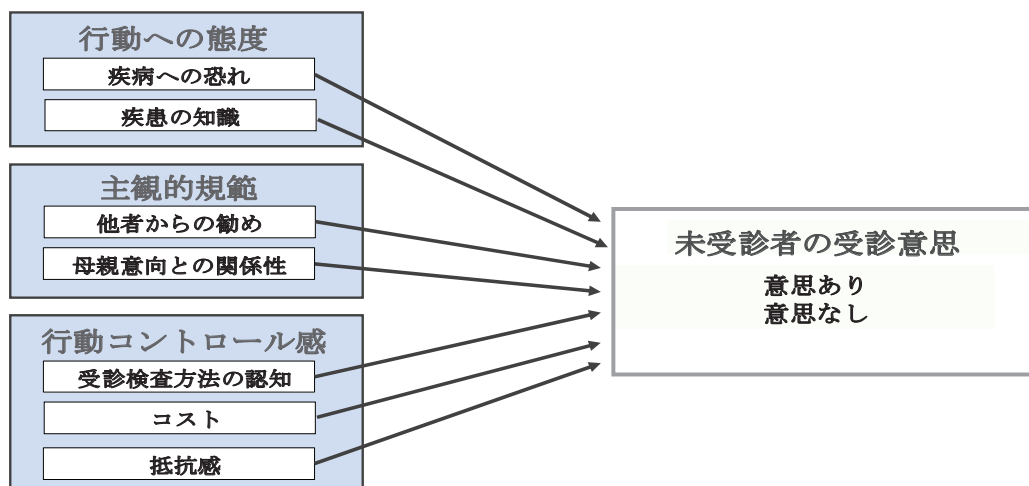 行動への態度
疾病への恐れ
疾患の知識
主観的規範
他者からの勧め
母親意向との関係性
行動コントロール感
受診検査方法の認知
コスト
抵抗感
未受診者の受診意思
意思あり
意思なし